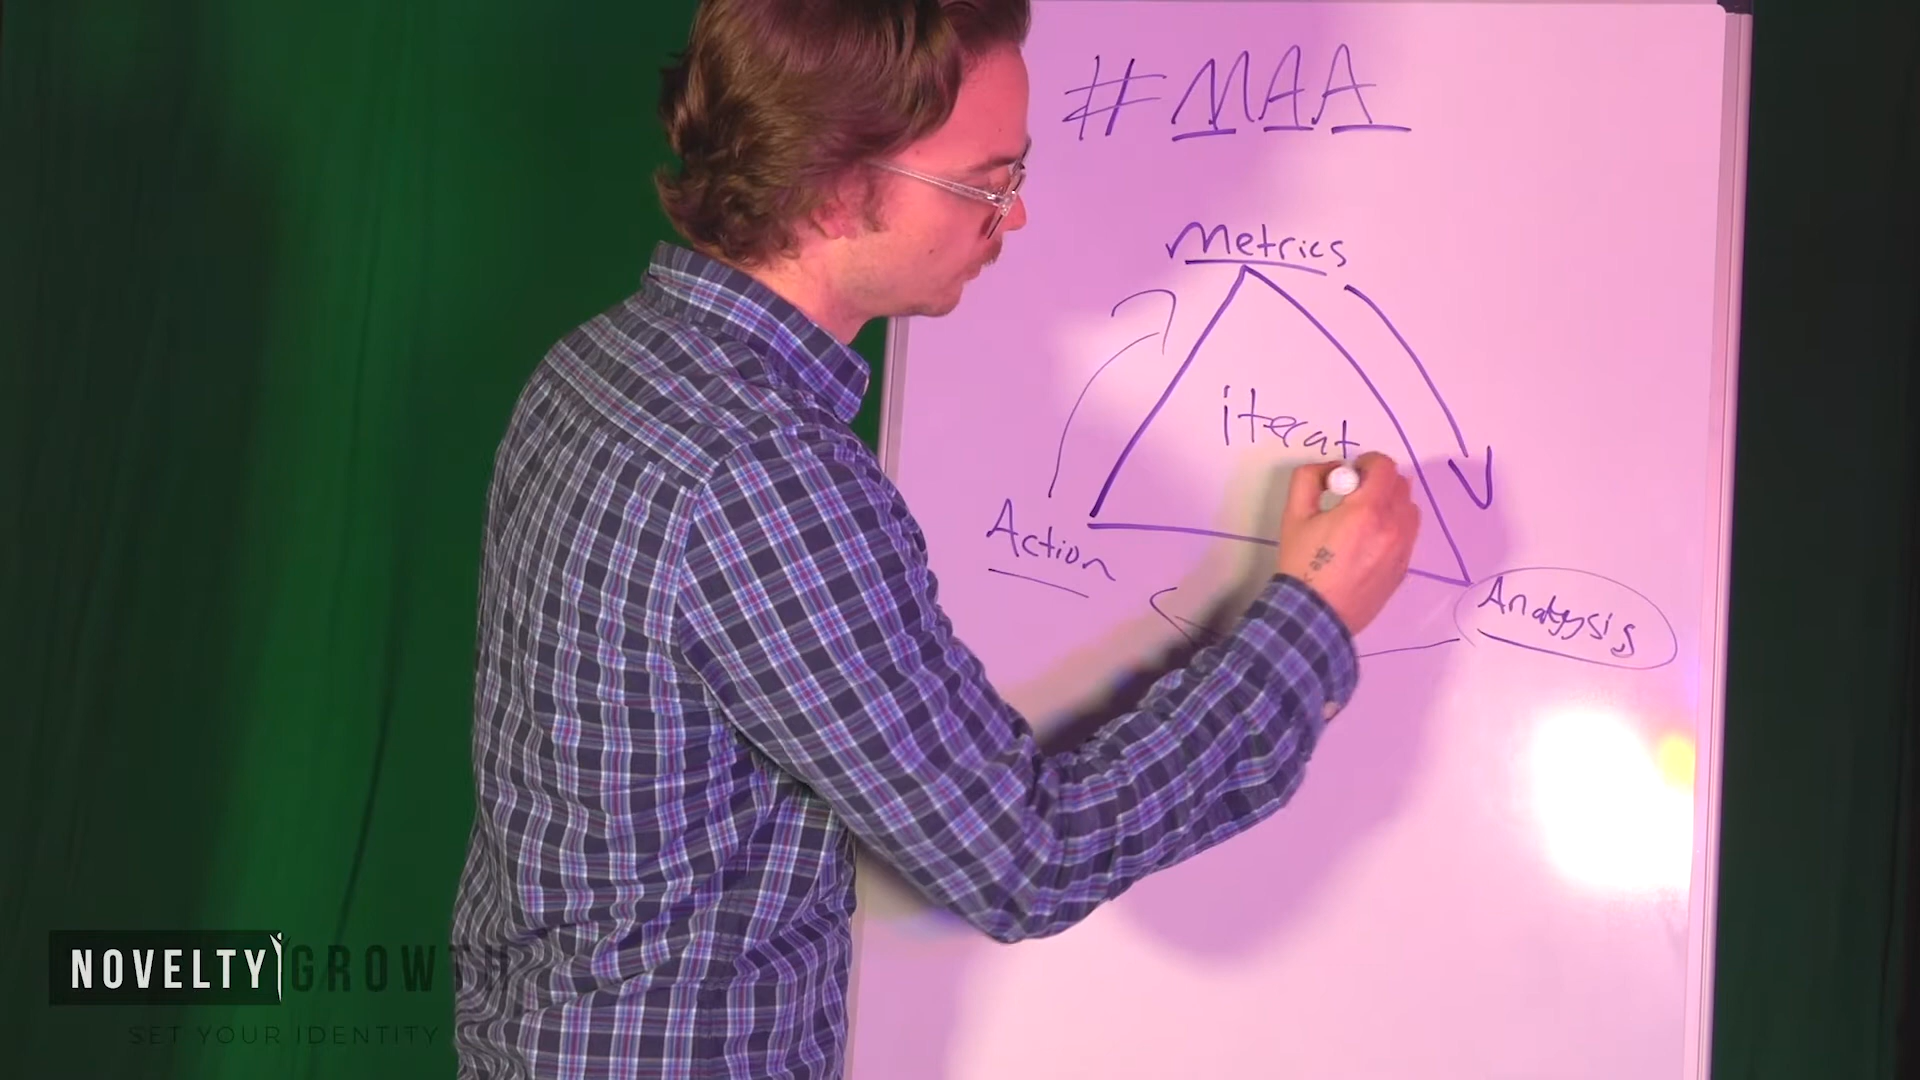 #MAA
Metrics
iterat
Action
Analysis
NOVELTY GROWTH
SET YOUR IDENTITY